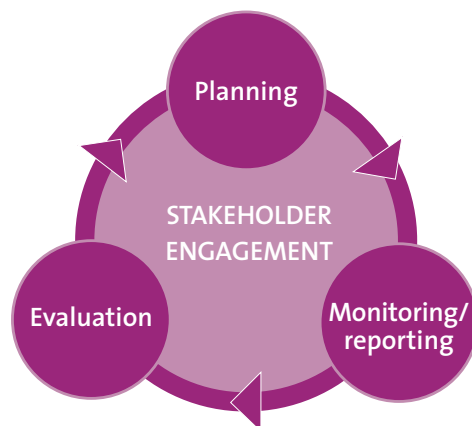 Planning
STAKEHOLDER
ENGAGEMENT
Evaluation
Monitoring/
reporting